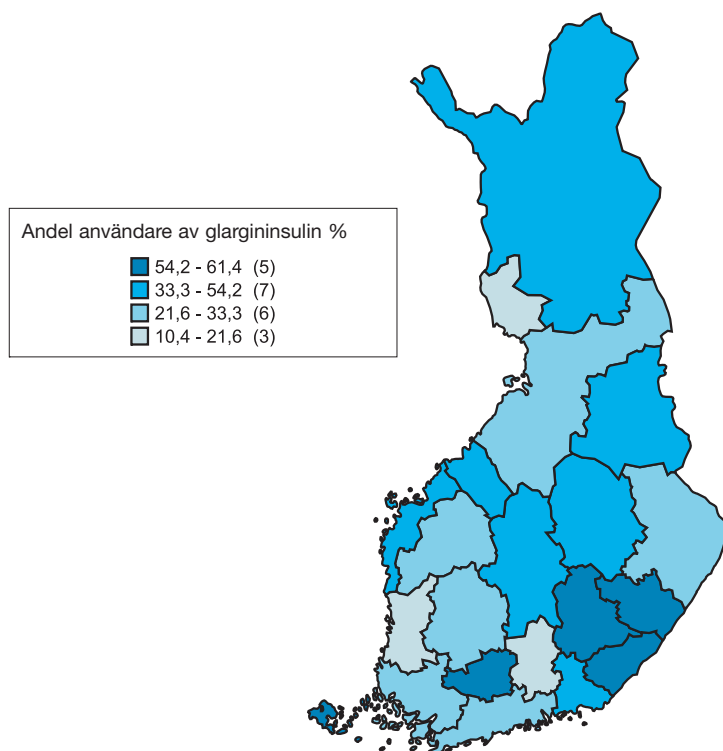 Andel användare av glargininsulin %
54,2 - 61,4 (5)
33,3 - 54,2 (7)
21,6 - 33,3 (6)
10,4 - 21,6 (3)